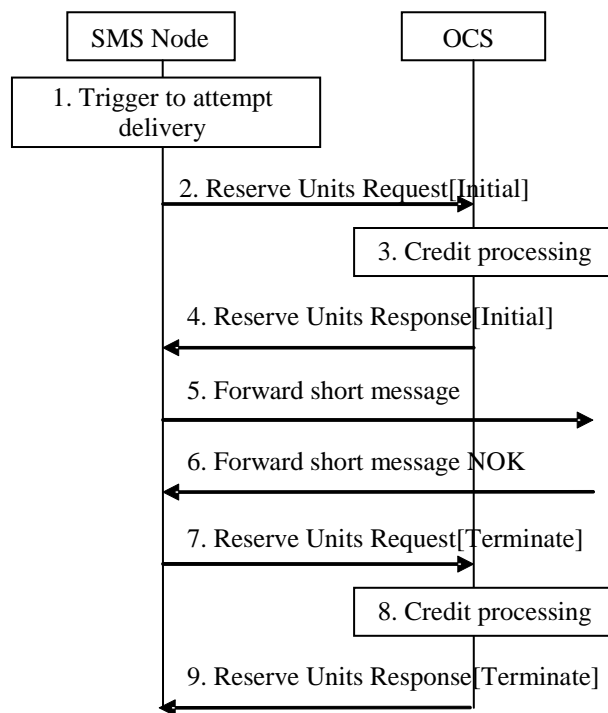 SMS Node
OCS
1. Trigger to attempt
delivery
2. Reserve Units Request[Initial]
3. Credit processing
4. Reserve Units Response[Initial]
5. Forward short message
6. Forward short message NOK
7. Reserve Units Request[Terminate]
8. Credit processing
9. Reserve Units Response[Terminate]